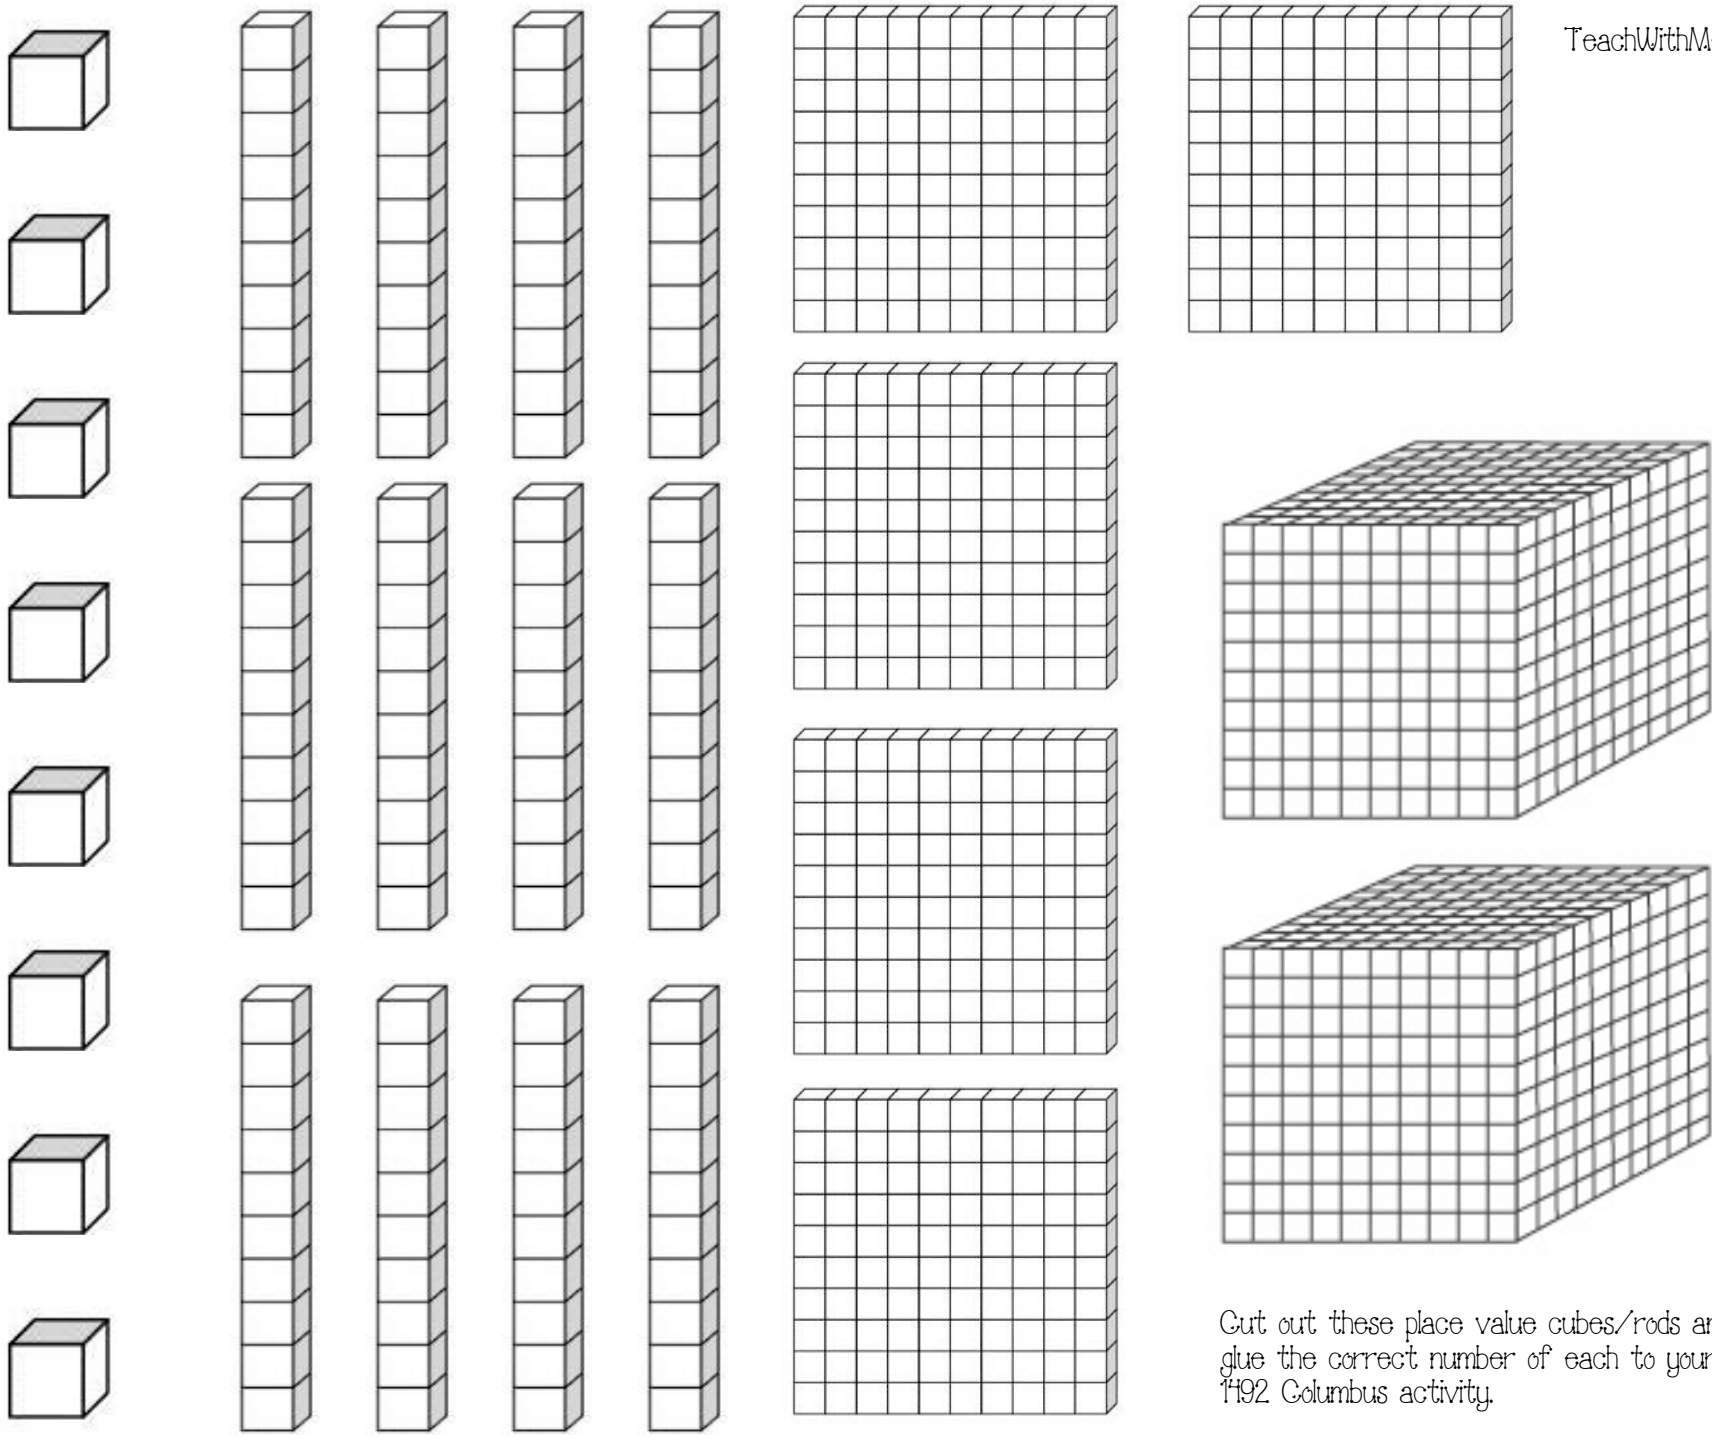 TeachWithM
Cut out these place value cubes/rods an
glue the correct number of each to your
1492 Columbus activity.